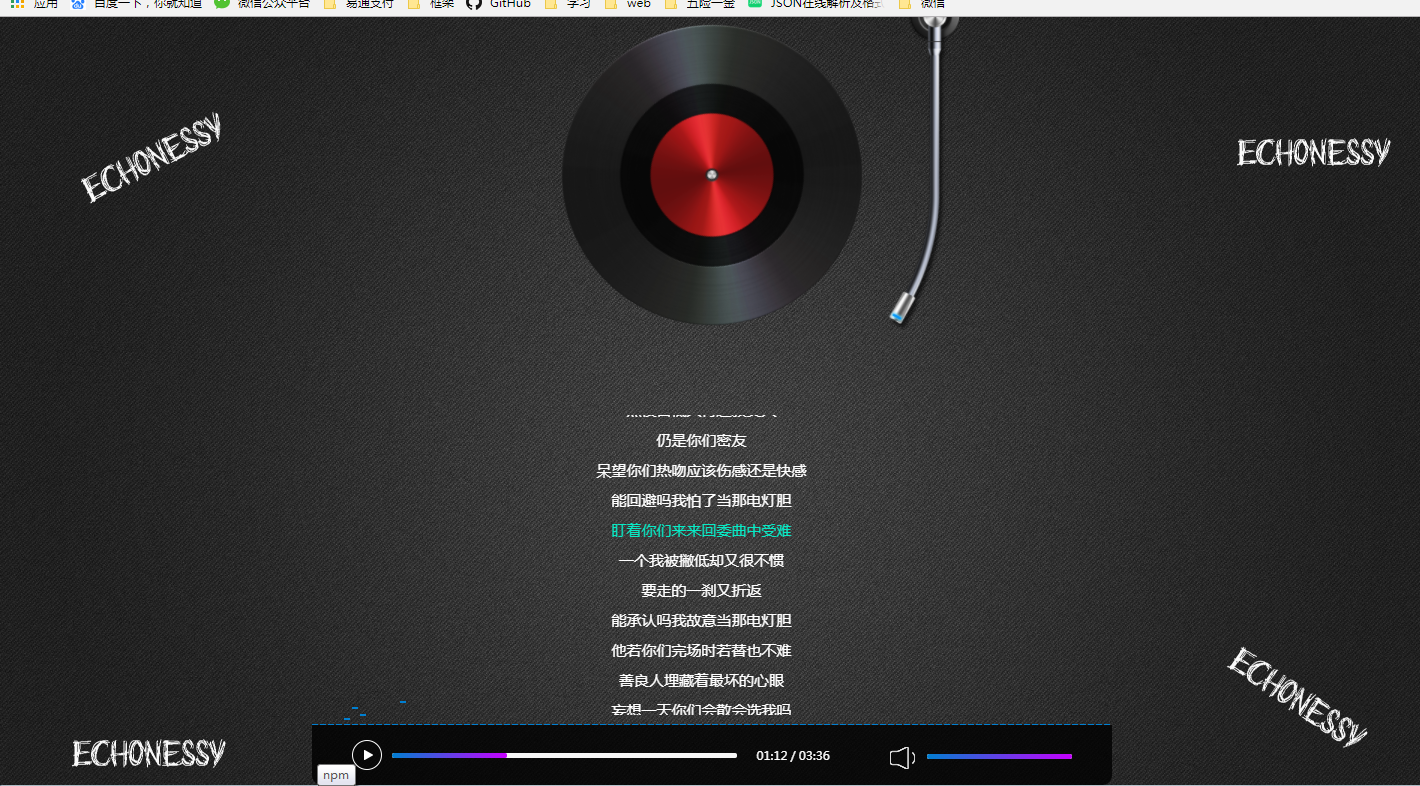 应用 百度一下，你就知道 微信公众平台 易通支付 框架 GitHub 学习 web 五险一金 JSON在线解析及格式 微信
ECHONESSY
ECHONESSY
仍是你们密友
呆望你们热吻应该伤感还是快感
能回避吗我怕了当那电灯胆
盯着你们来来回委曲中受难
一个我被撇低却又很不惯
要走的一刹又折返
能承认吗我故意当那电灯胆
他若你们完场时若替也不难
善良人埋藏着最坏的心眼
妄想一天你们会散会选我吗
ECHONESSY
ECHONESSY
01:12 / 03:36
npm